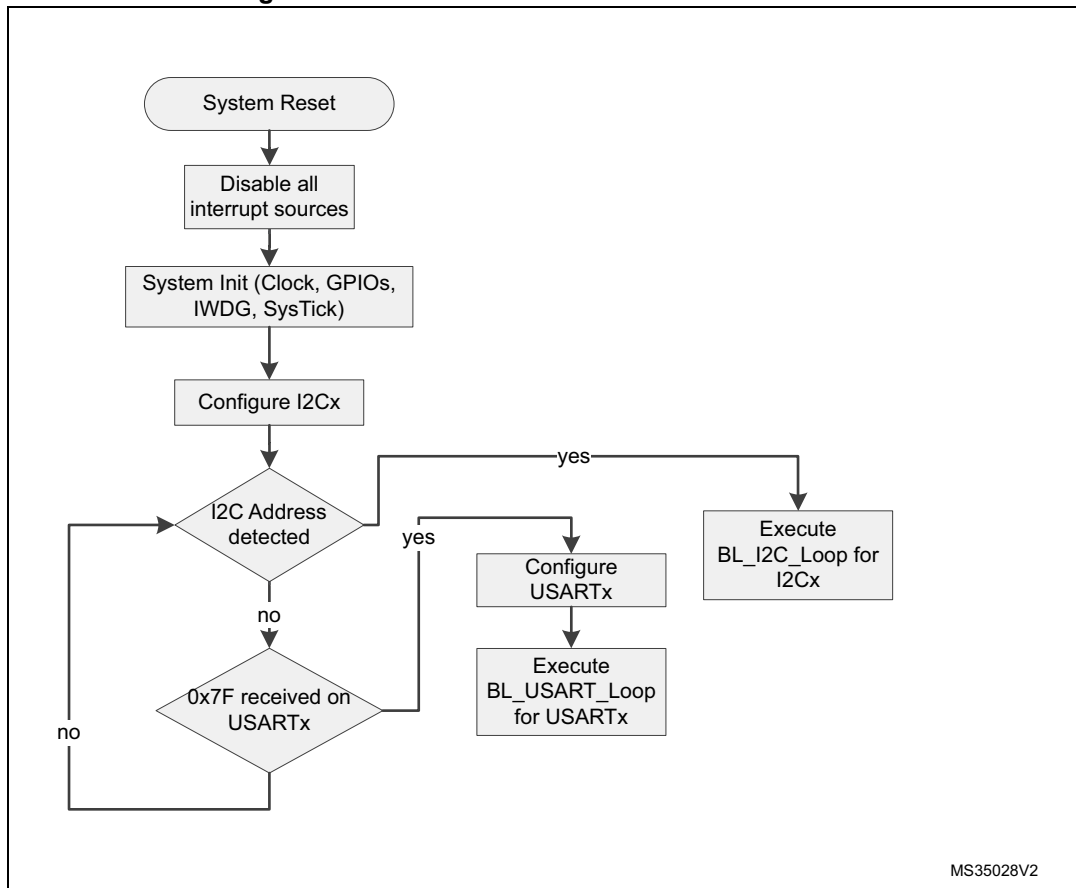 System Reset
Disable all
interrupt sources
System Init (Clock, GPIOs,
IWDG, SysTick)
Configure I2Cx
I2C Address
detected
yes
Execute
BL_I2C_Loop for
I2Cx
no
yes
Configure
USARTx
0x7F received on
USARTx
Execute
BL_USART_Loop
for USARTx
no
MS35028V2